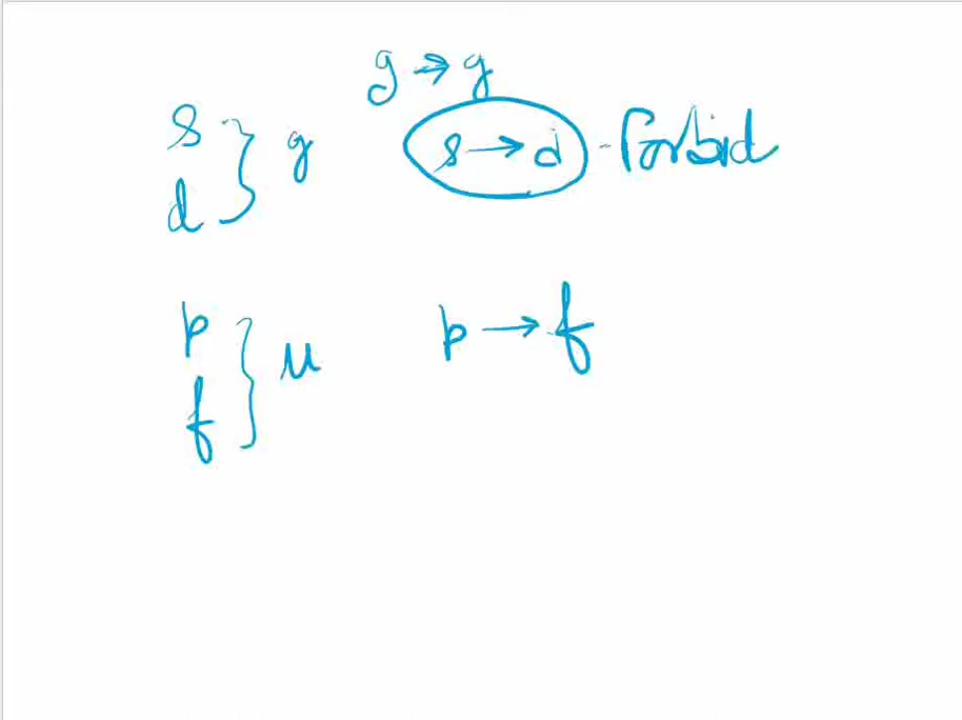 g → g
s } g s → d - Forbid
d
p } u p → f
f